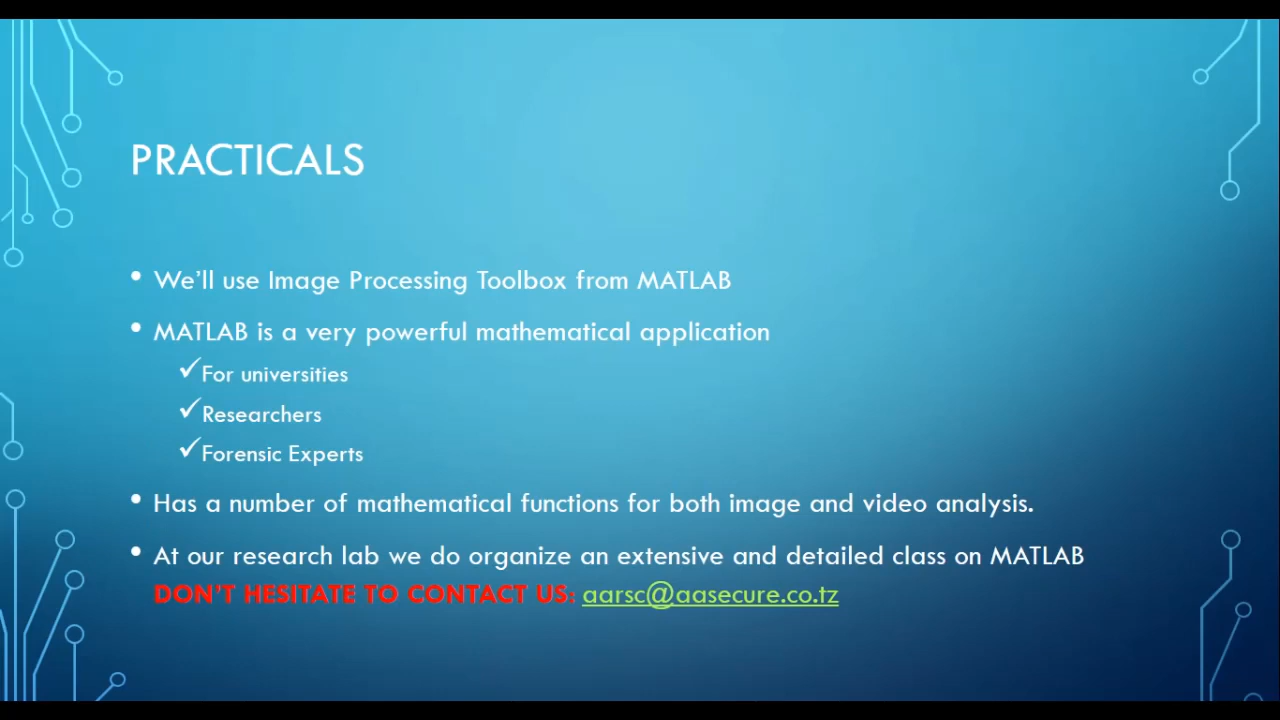 PRACTICALS
• We'll use Image Processing Toolbox from MATLAB
• MATLAB is a very powerful mathematical application
✓For universities
✓Researchers
✓Forensic Experts
• Has a number of mathematical functions for both image and video analysis.
• At our research lab we do organize an extensive and detailed class on MATLAB
DON'T HESITATE TO CONTACT US: aarsc@aasecure.co.tz